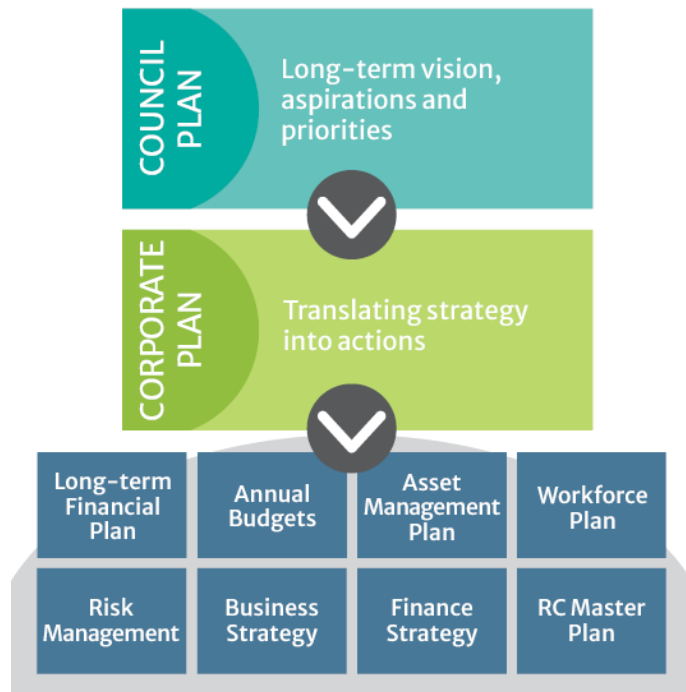 COUNCIL
PLAN
Long-term vision,
aspirations and
priorities
CORPORATE
PLAN
Translating strategy
into actions
Long-term
Financial
Plan
Annual
Budgets
Asset
Management
Plan
Workforce
Plan
Risk
Management
Business
Strategy
Finance
Strategy
RC Master
Plan